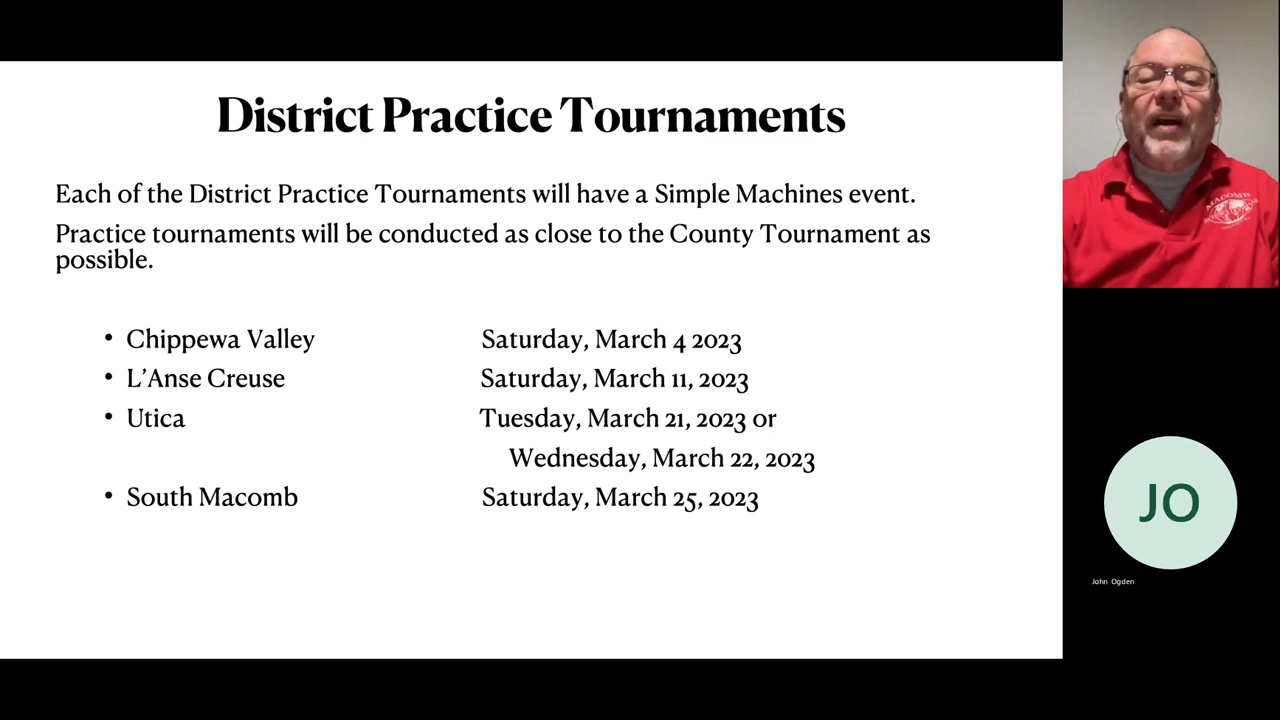 District Practice Tournaments
Each of the District Practice Tournaments will have a Simple Machines event.
Practice tournaments will be conducted as close to the County Tournament as
possible.
• Chippewa Valley Saturday, March 4 2023
• L’Anse Creuse Saturday, March 11, 2023
• Utica Tuesday, March 21, 2023 or
Wednesday, March 22, 2023
• South Macomb Saturday, March 25, 2023
MACOMB
JO
John Ogden